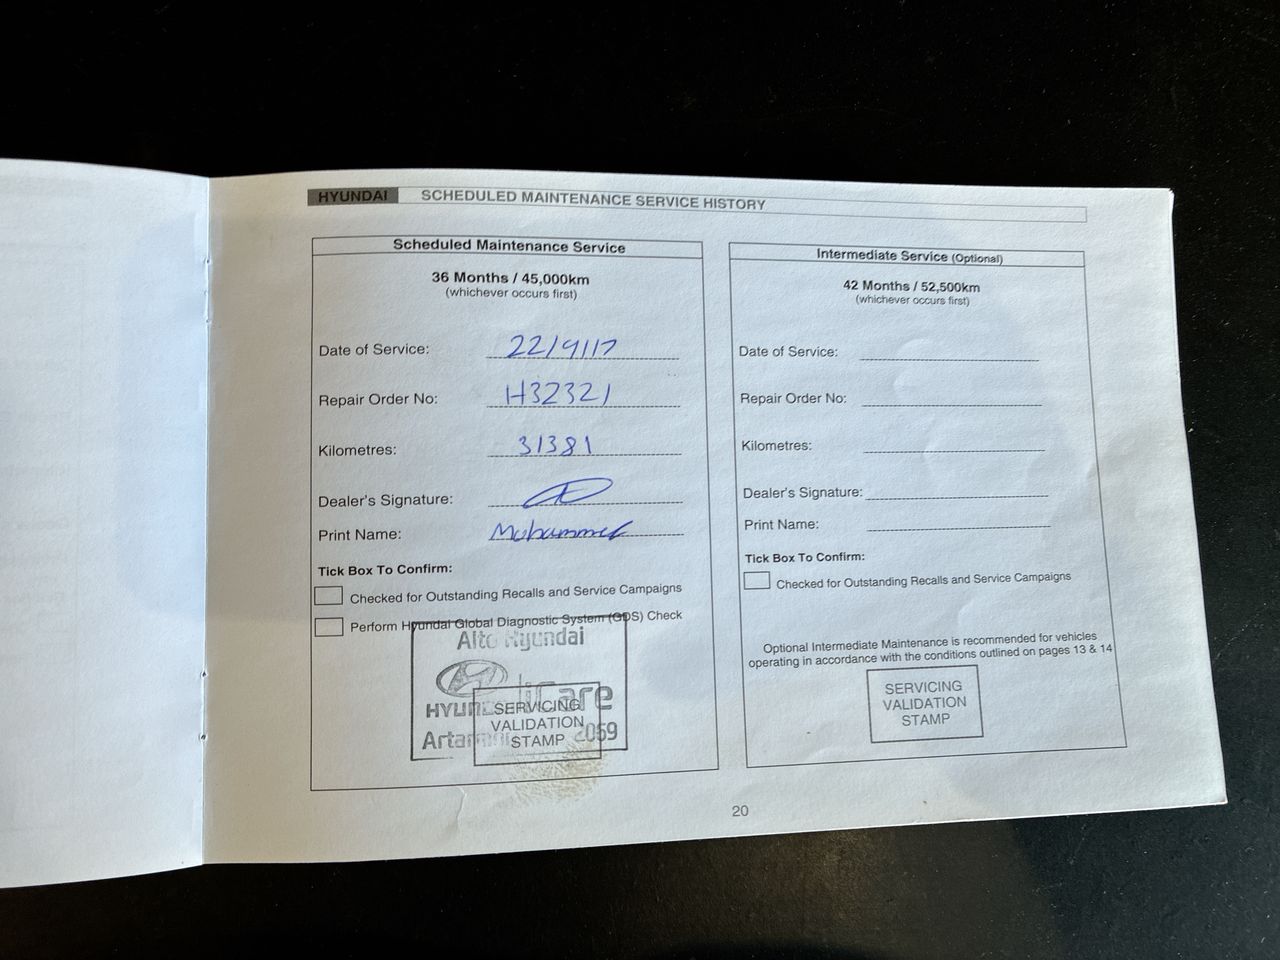 HYUNDAI SCHEDULED MAINTENANCE SERVICE HISTORY
Scheduled Maintenance Service
36 Months / 45,000km
(whichever occurs first)
Date of Service: 22/9/17
Repair Order No: H32321
Kilometres: 31381
Dealer's Signature:
Print Name: Mohammed
Tick Box To Confirm:
Checked for Outstanding Recalls and Service Campaigns
Perform Hyundai Global Diagnostic System (GDS) Check
Alto Hyundai
HYUNDAI iCare
Artarmon 2059
SERVICING
VALIDATION
STAMP
Intermediate Service (Optional)
42 Months / 52,500km
(whichever occurs first)
Date of Service:
Repair Order No:
Kilometres:
Dealer's Signature:
Print Name:
Tick Box To Confirm:
Checked for Outstanding Recalls and Service Campaigns
Optional Intermediate Maintenance is recommended for vehicles
operating in accordance with the conditions outlined on pages 13 & 14
SERVICING
VALIDATION
STAMP
20